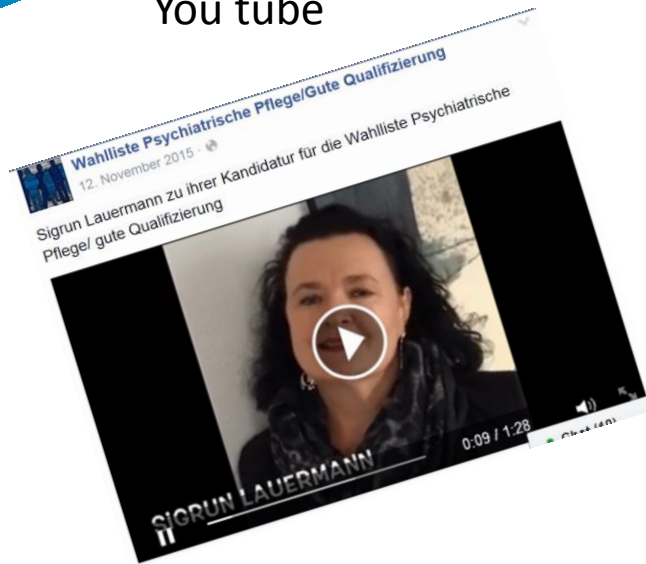 You tube
Wahlliste Psychiatrische Pflege/Gute Qualifizierung
12. November 2015 ·
Sigrun Lauermann zu ihrer Kandidatur für die Wahlliste Psychiatrische
Pflege/ gute Qualifizierung
SiGRUN LAUERMANN
0:09 / 1:28